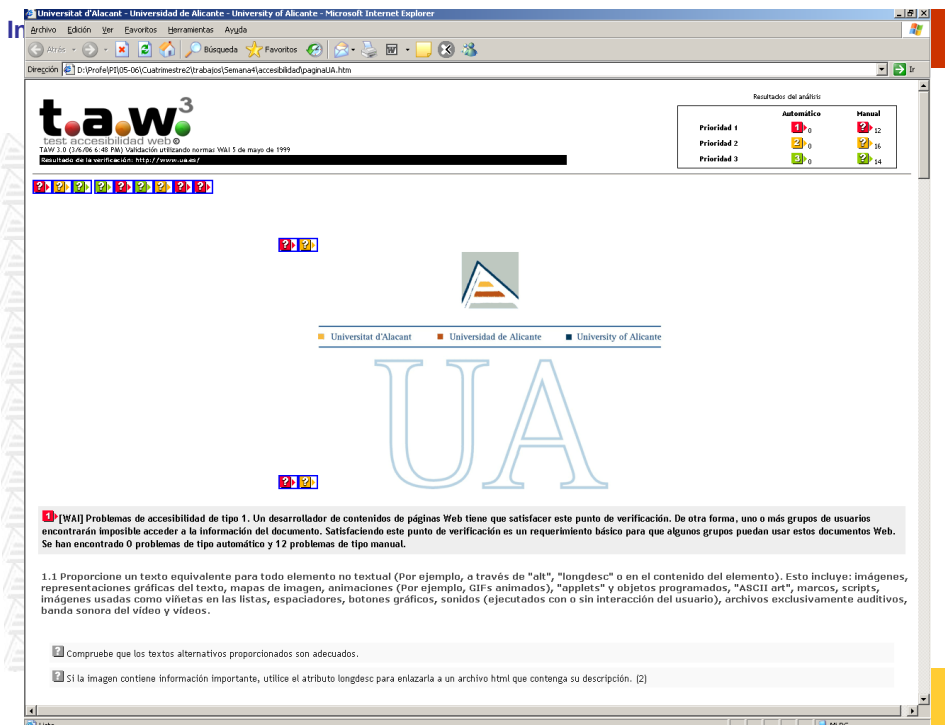 In
Universitat d'Alacant - Universidad de Alicante - University of Alicante - Microsoft Internet Explorer
Archivo Edición Ver Favoritos Herramientas Ayuda
Atrás Búsqueda Favoritos
Dirección D:\Profe\PI\05-06\Cuatrimestre2\trabajos\Semana4\accesibilidad\paginaUA.htm Ir
t.a.w.3
test accesibilidad web
TAW 3.0 (3/6/06 6:48 PM) Validación utilizando normas WAI 5 de mayo de 1999
Resultado de la verificación: http://www.ua.es/
Resultados del análisis
Automático Manual
Prioridad 1 1 0 ? 12
Prioridad 2 2 0 ? 16
Prioridad 3 3 0 ? 14
? ? ? ? ? ? ? ? ?
? ?
Universitat d'Alacant Universidad de Alicante University of Alicante
UA
? ?
1 [WAI] Problemas de accesibilidad de tipo 1. Un desarrollador de contenidos de páginas Web tiene que satisfacer este punto de verificación. De otra forma, uno o más grupos de usuarios
encontrarán imposible acceder a la información del documento. Satisfaciendo este punto de verificación es un requerimiento básico para que algunos grupos puedan usar estos documentos Web.
Se han encontrado 0 problemas de tipo automático y 12 problemas de tipo manual.
1.1 Proporcione un texto equivalente para todo elemento no textual (Por ejemplo, a través de "alt", "longdesc" o en el contenido del elemento). Esto incluye: imágenes,
representaciones gráficas del texto, mapas de imagen, animaciones (Por ejemplo, GIFs animados), "applets" y objetos programados, "ASCII art", marcos, scripts,
imágenes usadas como viñetas en las listas, espaciadores, botones gráficos, sonidos (ejecutados con o sin interacción del usuario), archivos exclusivamente auditivos,
banda sonora del vídeo y vídeos.
? Compruebe que los textos alternativos proporcionados son adecuados.
? Si la imagen contiene información importante, utilice el atributo longdesc para enlazarla a un archivo html que contenga su descripción. (2)